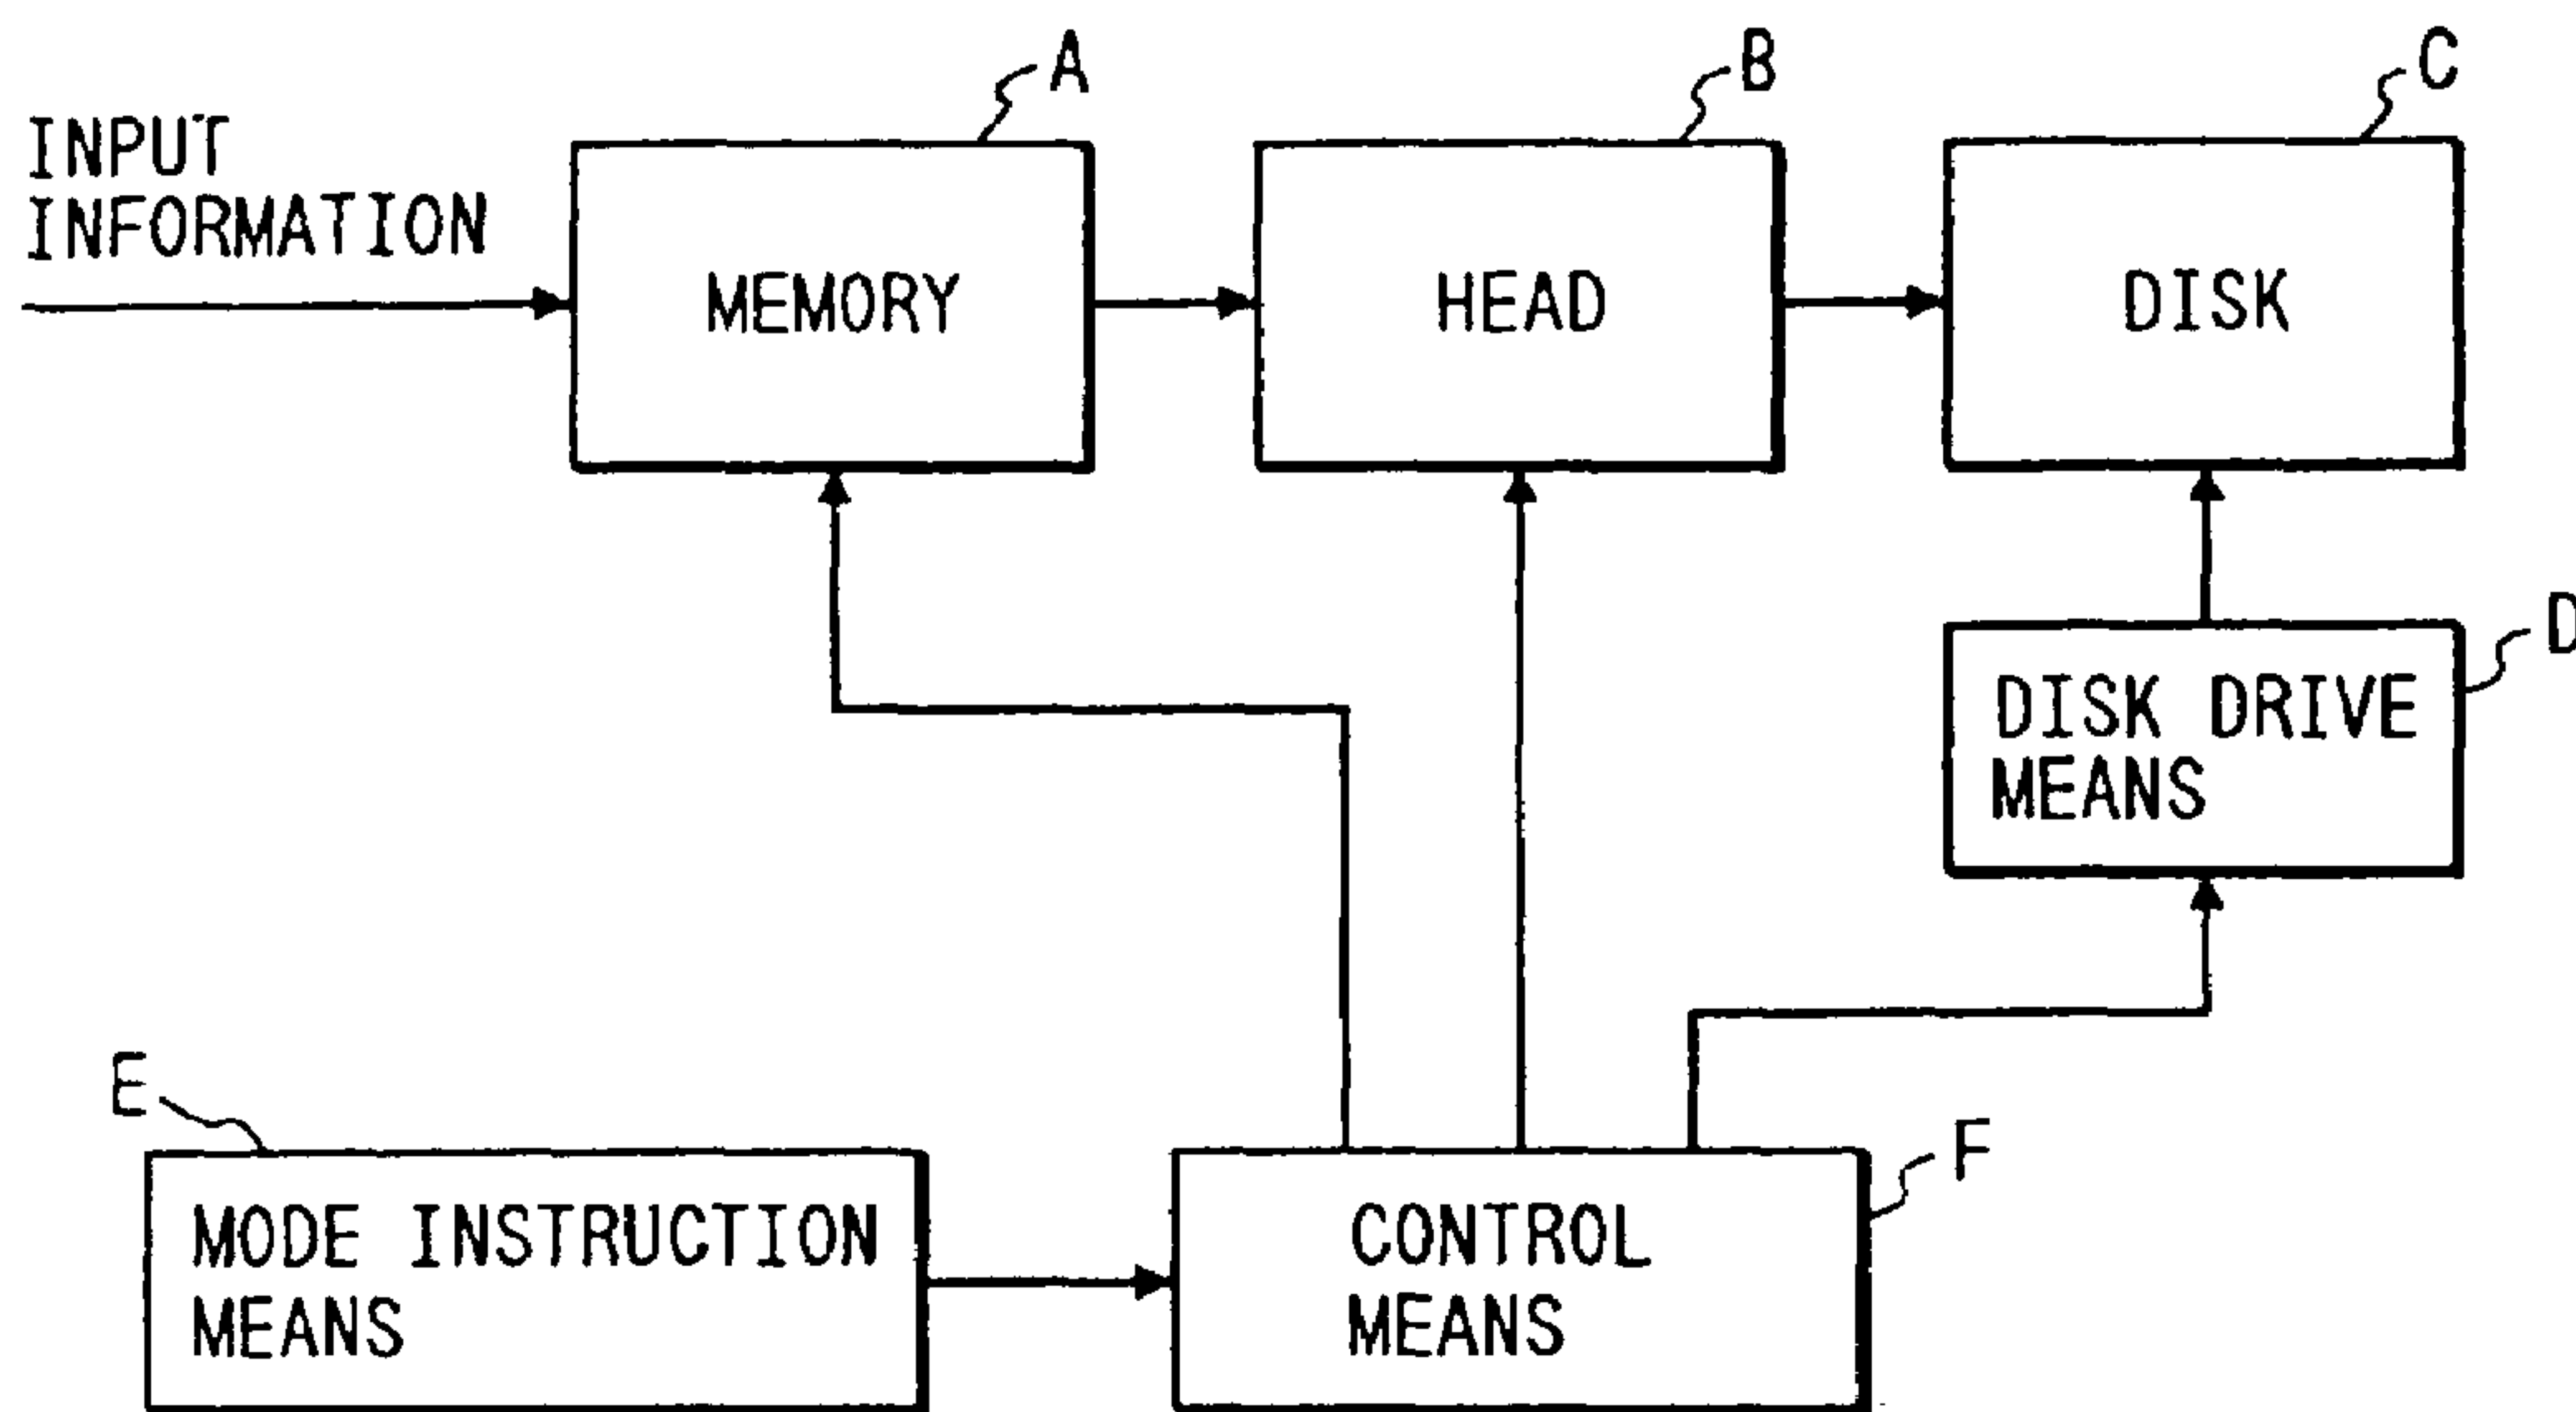 A
B
C
INPUT
INFORMATION
MEMORY
HEAD
DISK
D
DISK DRIVE
MEANS
E
F
MODE INSTRUCTION
MEANS
CONTROL
MEANS